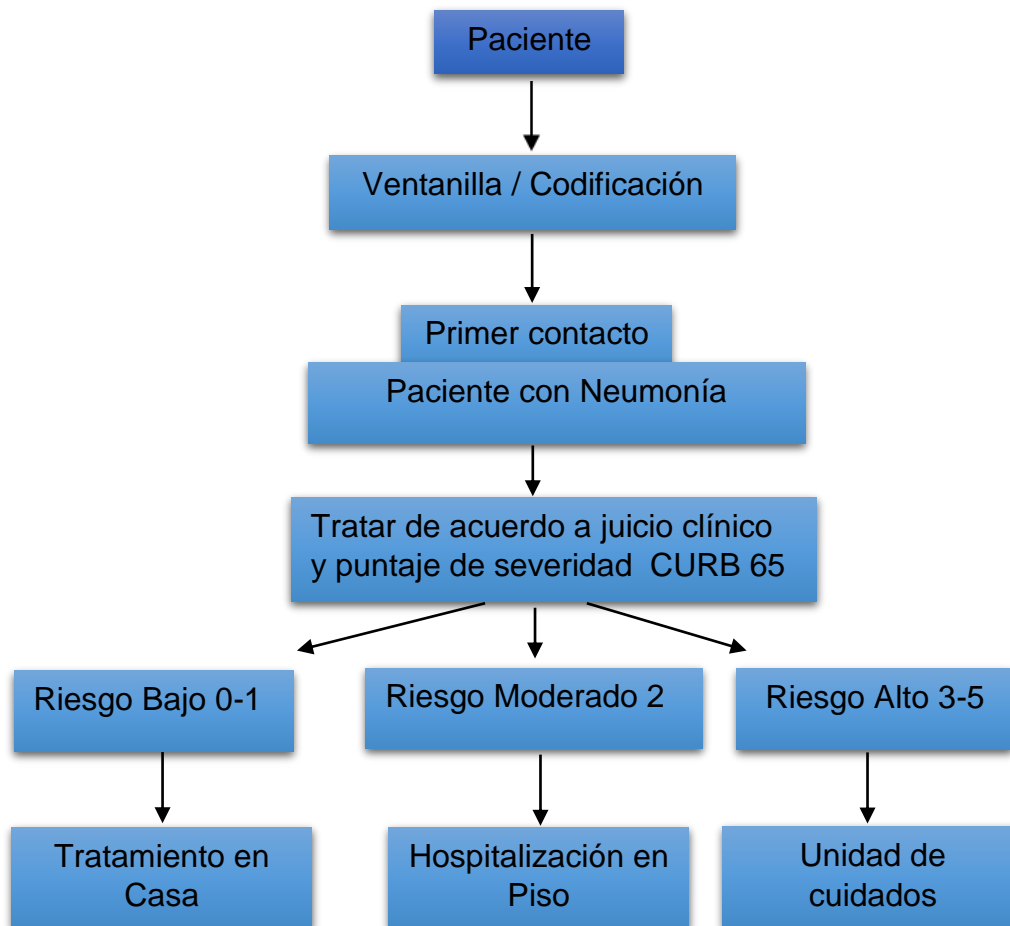 Paciente
Ventanilla / Codificación
Primer contacto
Paciente con Neumonía
Tratar de acuerdo a juicio clínico
y puntaje de severidad  CURB 65
Riesgo Bajo 0-1
Riesgo Moderado 2
Riesgo Alto 3-5
Tratamiento en
Casa
Hospitalización en
Piso
Unidad de
cuidados